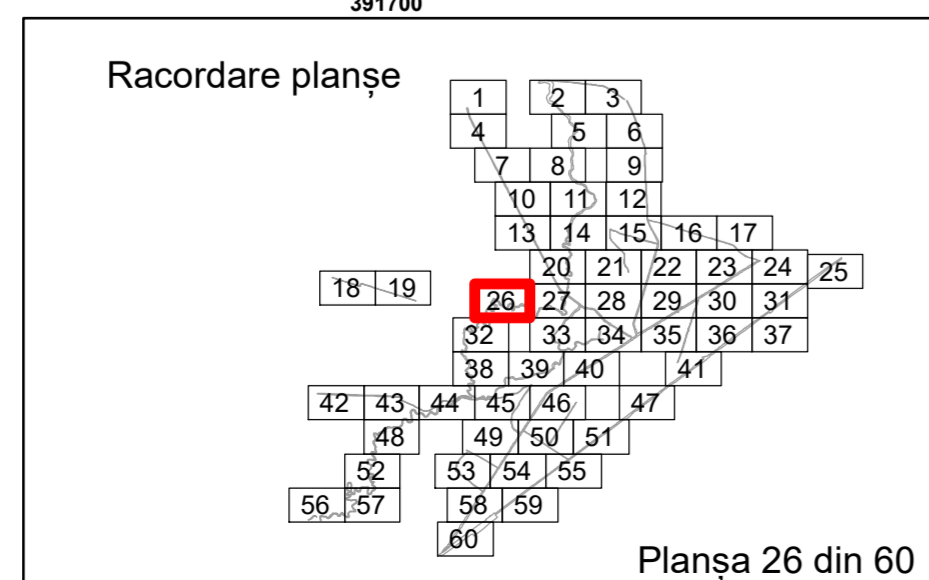 391700
Racordare planșe
1 2 3
4 5 6
7 8 9
10 11 12
13 14 15 16 17
20 21 22 23 24 25
18 19
26 27 28 29 30 31
32 33 34 35 36 37
38 39 40 41
42 43 44 45 46 47
48 49 50 51
52 53 54 55
56 57 58 59
60
Planșa 26 din 60